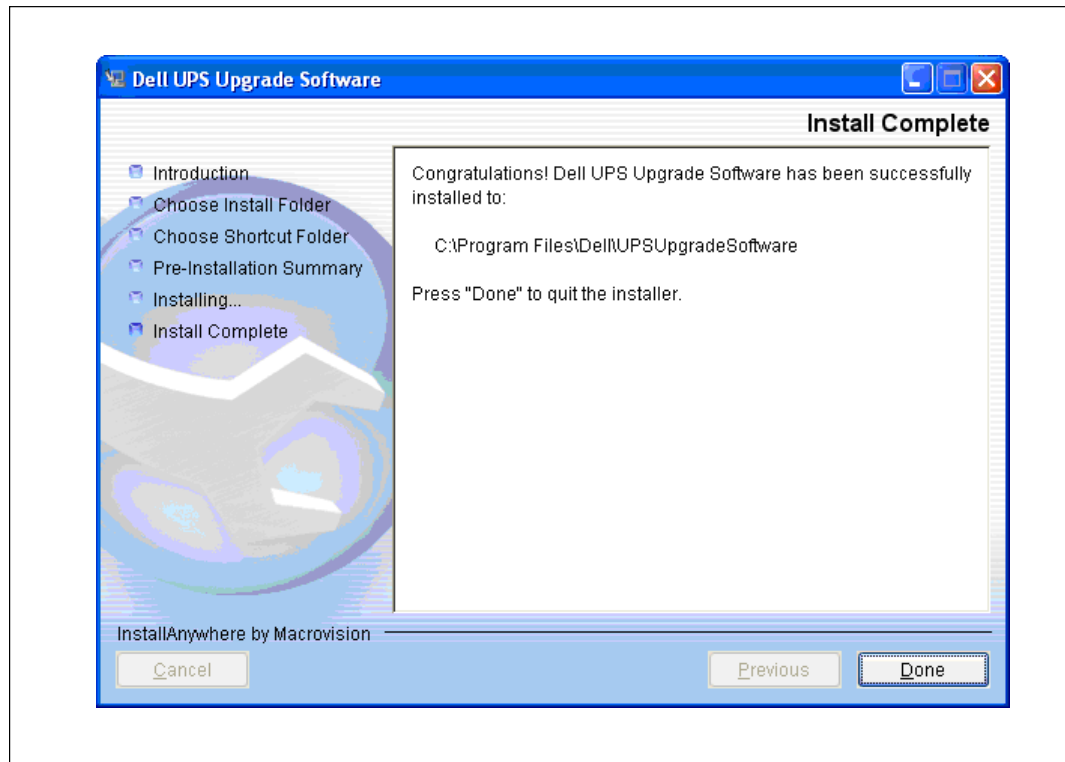 Dell UPS Upgrade Software
Install Complete
Introduction
Choose Install Folder
Choose Shortcut Folder
Pre-Installation Summary
Installing...
Install Complete
Congratulations! Dell UPS Upgrade Software has been successfully
installed to:
C:\Program Files\Dell\UPSUpgradeSoftware
Press "Done" to quit the installer.
InstallAnywhere by Macrovision
Cancel
Previous
Done